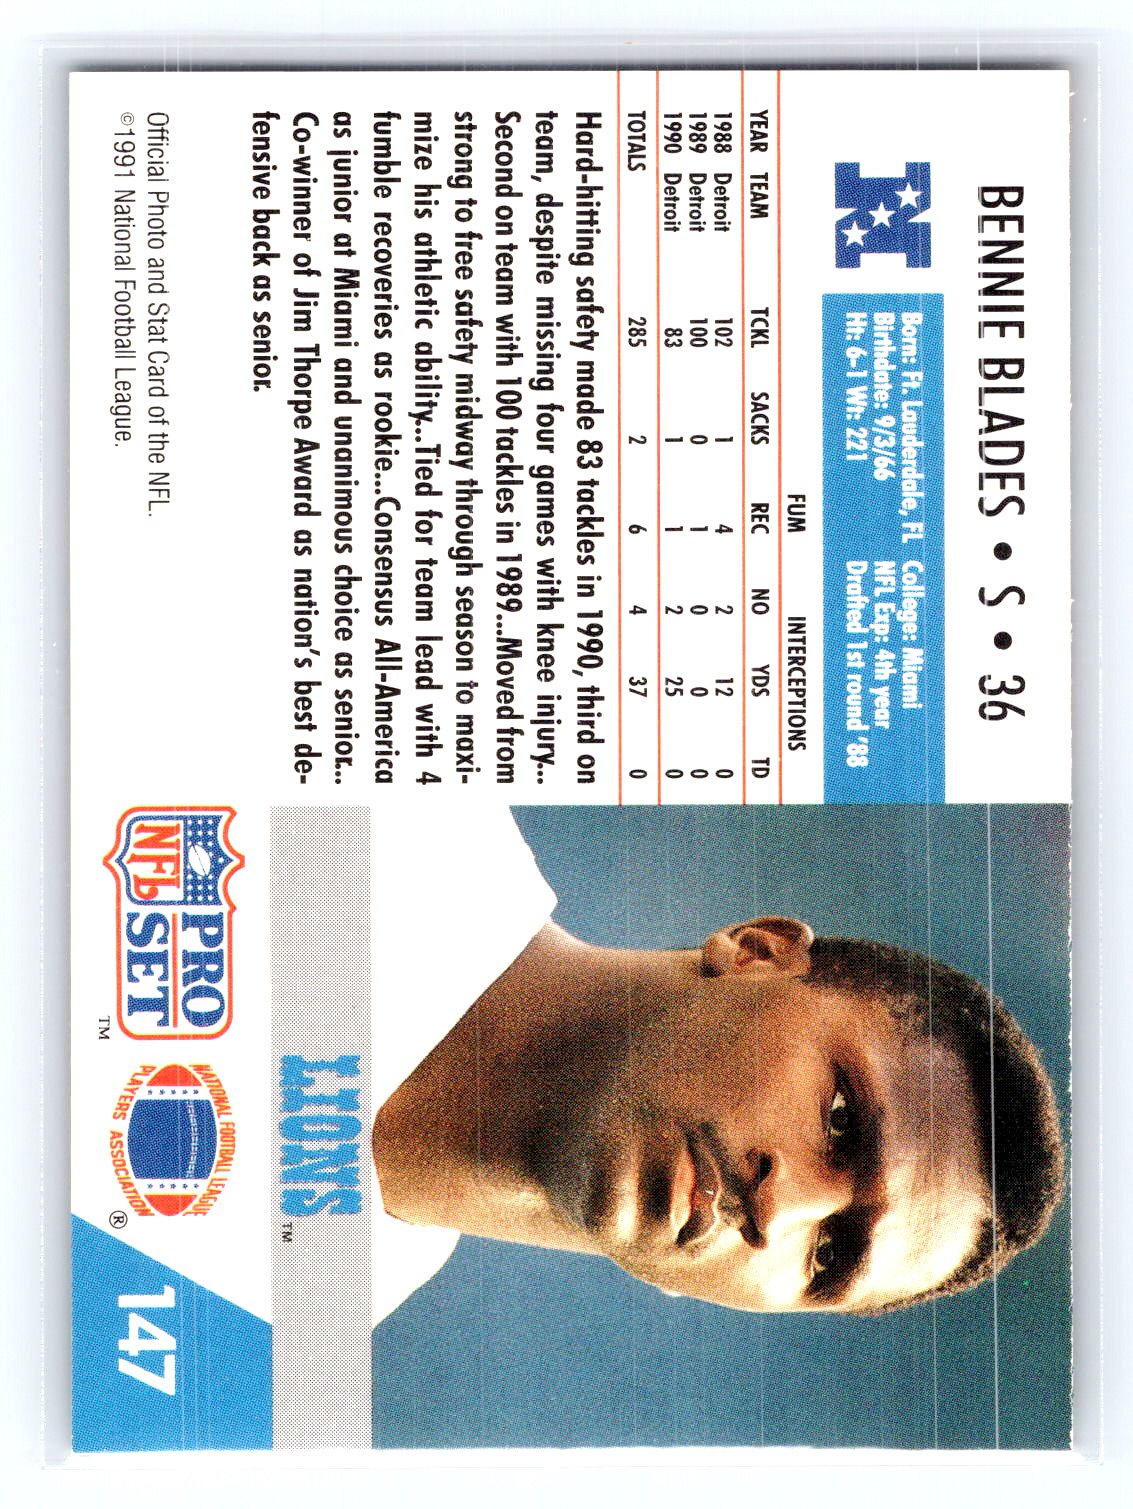 BENNIE BLADES • S • 36
Born: Ft. Lauderdale, FL College: Miami
Birthdate: 9/3/66 NFL Exp: 4th year
Ht: 6-1 Wt: 221 Drafted 1st round '88
FUM INTERCEPTIONS
YEAR TEAM TCKL SACKS REC NO YDS TD
1988 Detroit 102 1 4 2 12 0
1989 Detroit 100 0 1 0 0 0
1990 Detroit 83 1 1 2 25 0
TOTALS 285 2 6 4 37 0
Hard-hitting safety made 83 tackles in 1990, third on
team, despite missing four games with knee injury...
Second on team with 100 tackles in 1989...Moved from
strong to free safety midway through season to maxi-
mize his athletic ability...Tied for team lead with 4
fumble recoveries as rookie...Consensus All-America
as junior at Miami and unanimous choice as senior...
Co-winner of Jim Thorpe Award as nation's best de-
fensive back as senior.
Official Photo and Stat Card of the NFL.
©1991 National Football League.
LIONS™
NFL
PRO
SET
™
NATIONAL FOOTBALL LEAGUE
PLAYERS ASSOCIATION
®
147